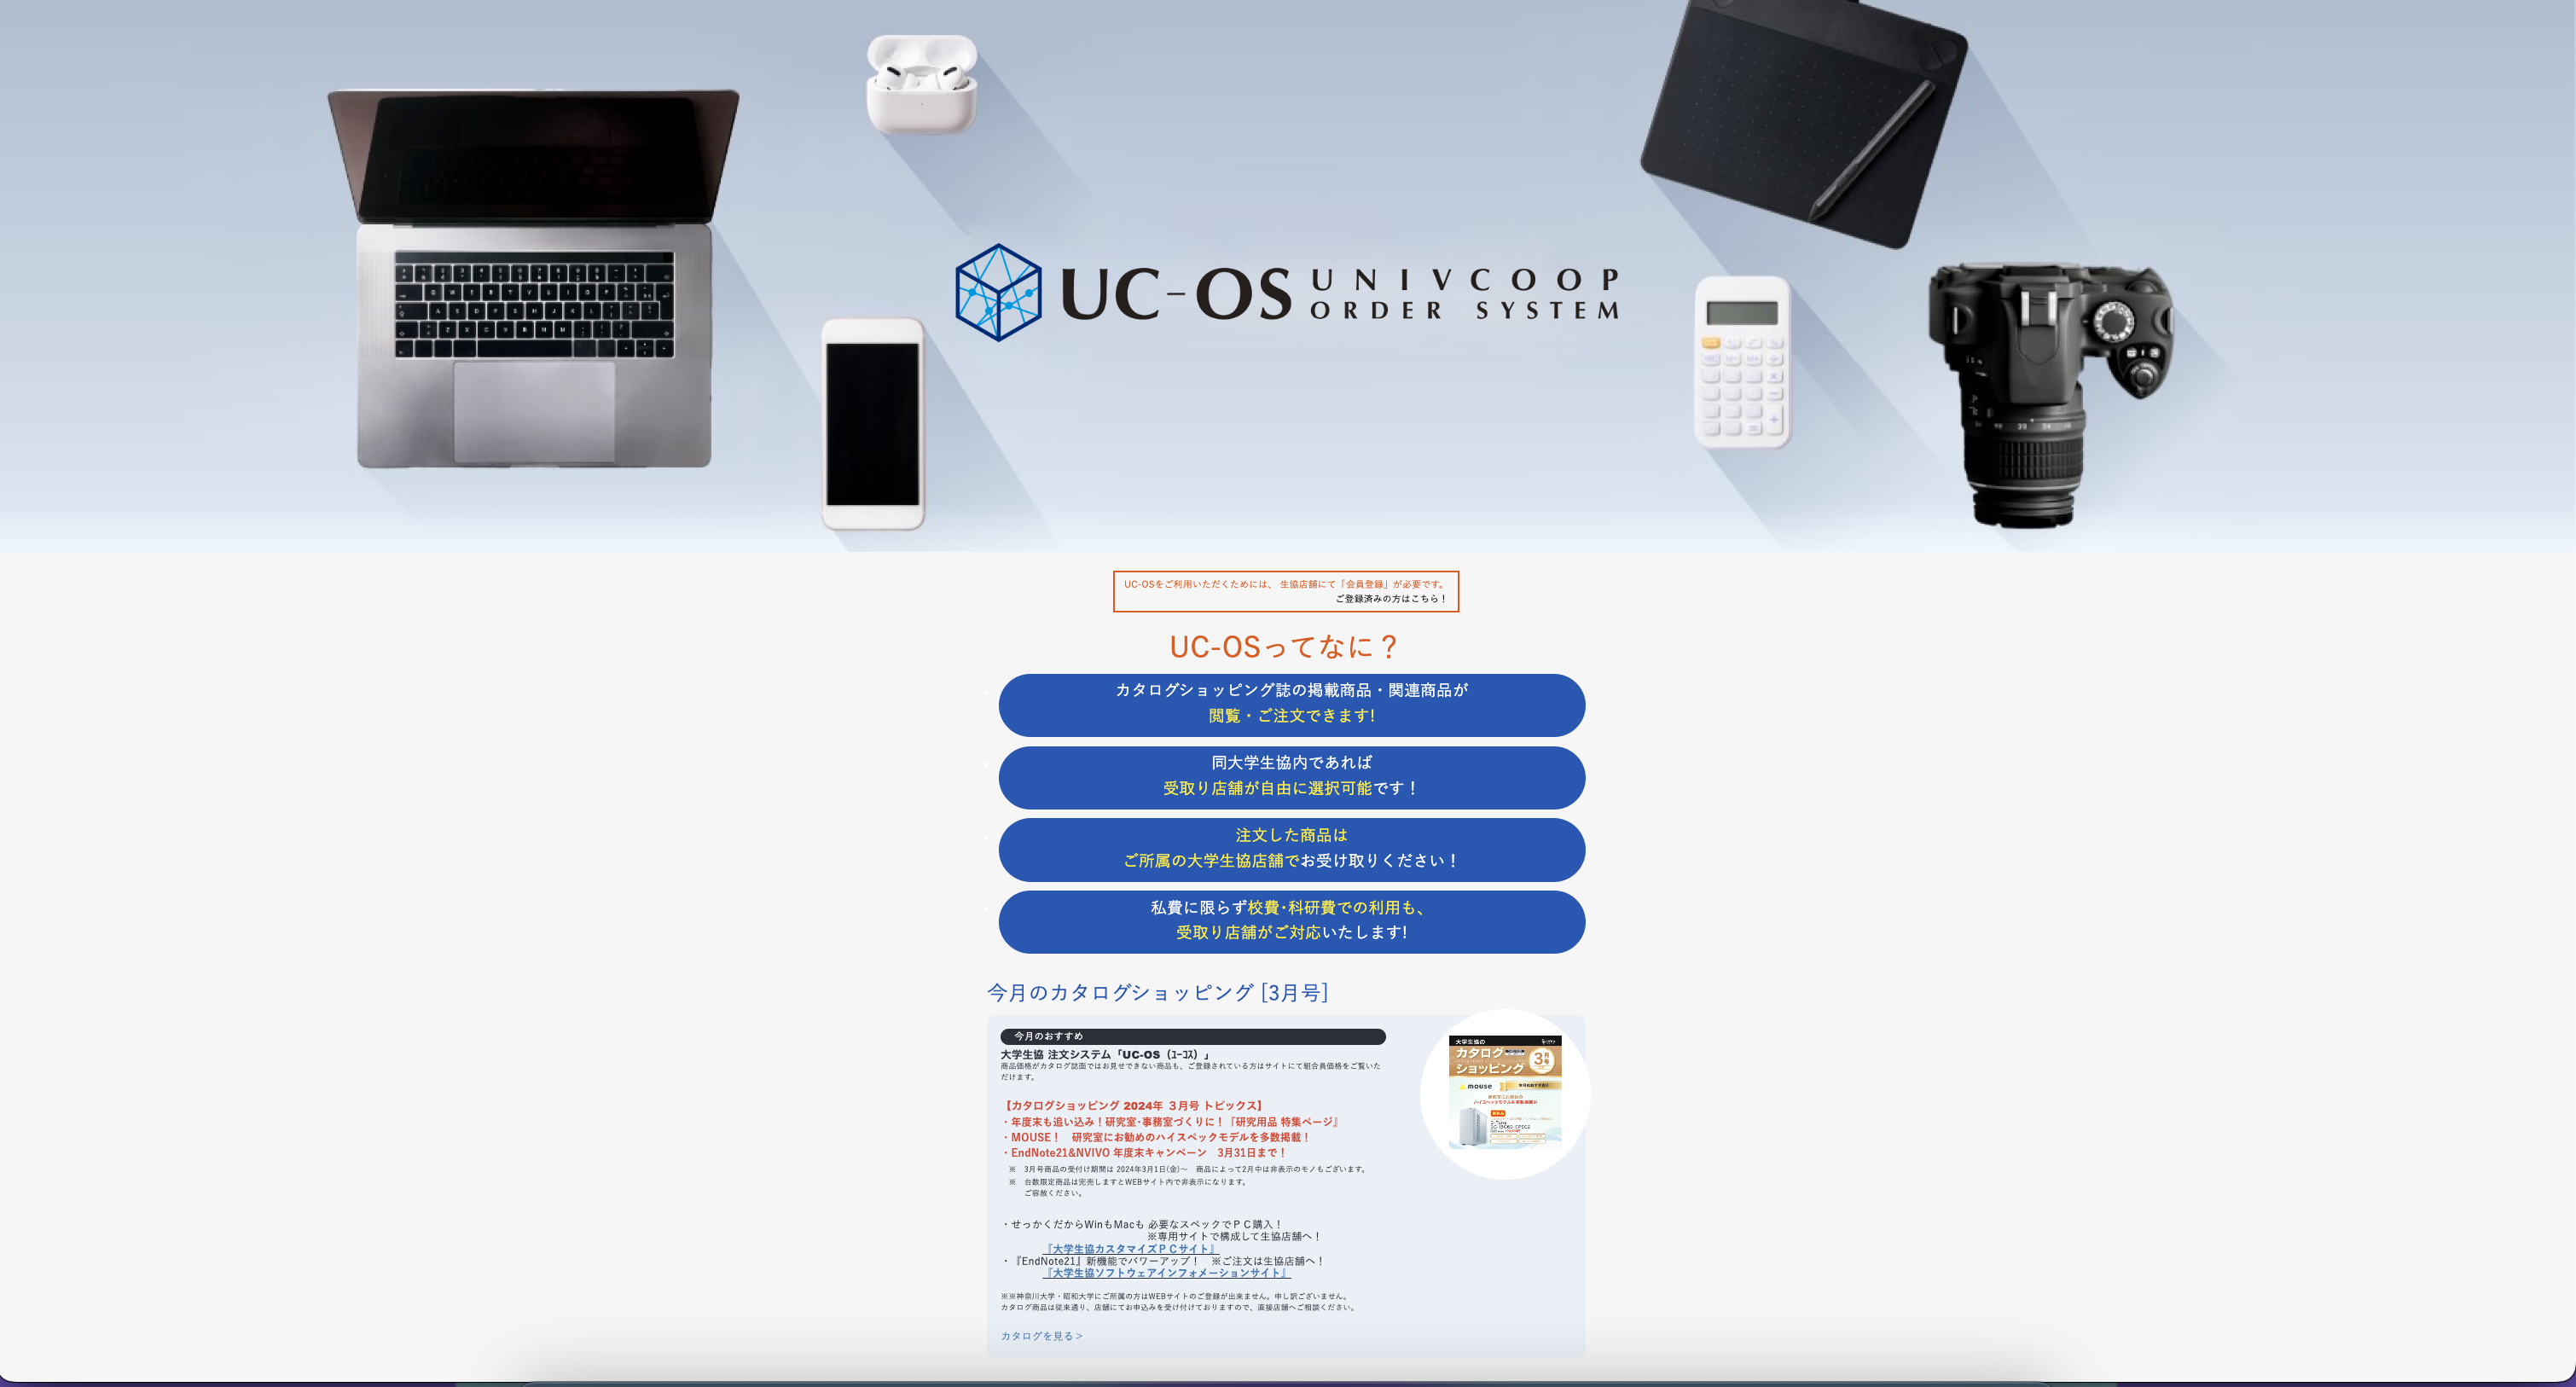 UC-OS UNIVCOOP
ORDER SYSTEM
UC-OSをご利用いただくためには、 生協店舗にて「会員登録」が必要です。
ご登録済みの方はこちら！
UC-OSってなに？
カタログショッピング誌の掲載商品・関連商品が
閲覧・ご注文できます!
同大学生協内であれば
受取り店舗が自由に選択可能です！
注文した商品は
ご所属の大学生協店舗でお受け取りください！
私費に限らず校費･科研費での利用も、
受取り店舗がご対応いたします!
今月のカタログショッピング [3月号]
今月のおすすめ
大学生協 注文システム「UC-OS（ﾕｰｺｽ）」
商品価格がカタログ誌面ではお見せできない商品も、ご登録されている方はサイトにて組合員価格をご覧いた
だけます。
【カタログショッピング 2024年 ３月号 トピックス】
・年度末も追い込み！研究室･事務室づくりに！『研究用品 特集ページ』
・MOUSE！　研究室にお勧めのハイスペックモデルを多数掲載！
・EndNote21&NVIVO 年度末キャンペーン　3月31日まで！
※　3月号商品の受付け期間は 2024年3月1日(金)～　商品によって2月中は非表示のモノもございます。
※　台数限定商品は完売しますとWEBサイト内で非表示になります。
ご容赦ください。
・せっかくだからWinもMacも 必要なスペックでＰＣ購入！
※専用サイトで構成して生協店舗へ！
『大学生協カスタマイズＰＣサイト』
・『EndNote21』新機能でパワーアップ！　※ご注文は生協店舗へ！
『大学生協ソフトウェアインフォメーションサイト』
※※神奈川大学・昭和大学にご所属の方はWEBサイトのご登録が出来ません。申し訳ございません。
カタログ商品は従来通り、店舗にてお申込みを受け付けておりますので、直接店舗へご相談ください。
カタログを見る＞
大学生協の
カタログ
ショッピング
3月号
mouse